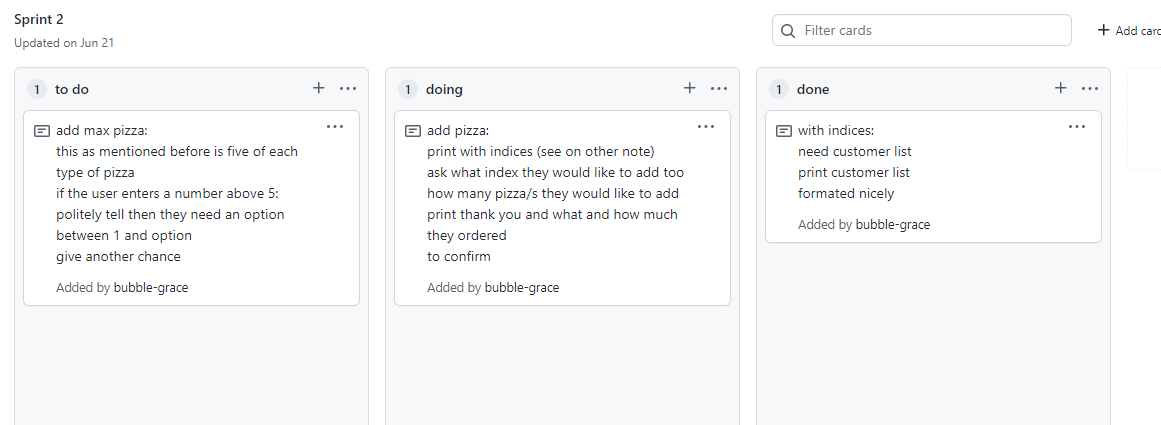 Sprint 2
Updated on Jun 21
Filter cards
+ Add card
1 to do
add max pizza:
this as mentioned before is five of each
type of pizza
if the user enters a number above 5:
politely tell then they need an option
between 1 and option
give another chance
Added by bubble-grace
1 doing
add pizza:
print with indices (see on other note)
ask what index they would like to add too
how many pizza/s they would like to add
print thank you and what and how much
they ordered
to confirm
Added by bubble-grace
1 done
with indices:
need customer list
print customer list
formated nicely
Added by bubble-grace